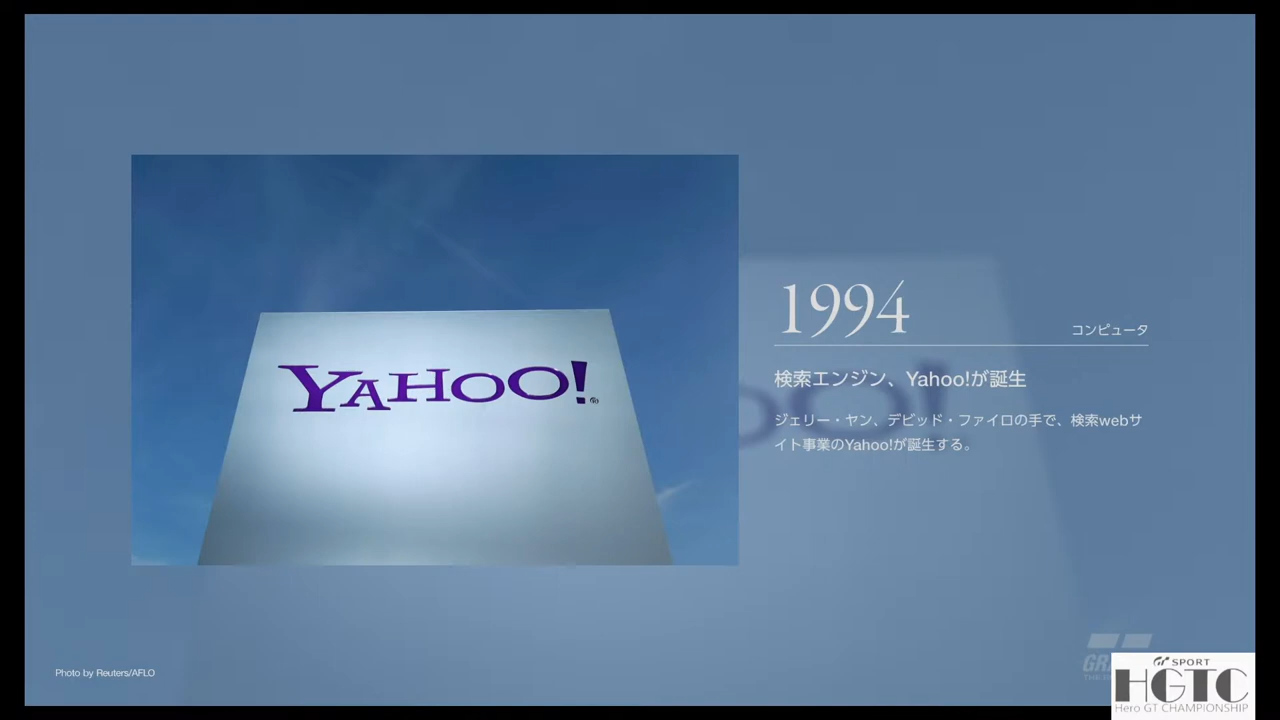 YAHOO!
1994
コンピュータ
検索エンジン、Yahoo!が誕生
ジェリー・ヤン、デビッド・ファイロの手で、検索webサ
イト事業のYahoo!が誕生する。
Photo by Reuters/AFLO
SPORT
HGTC
Hero GT CHAMPIONSHIP